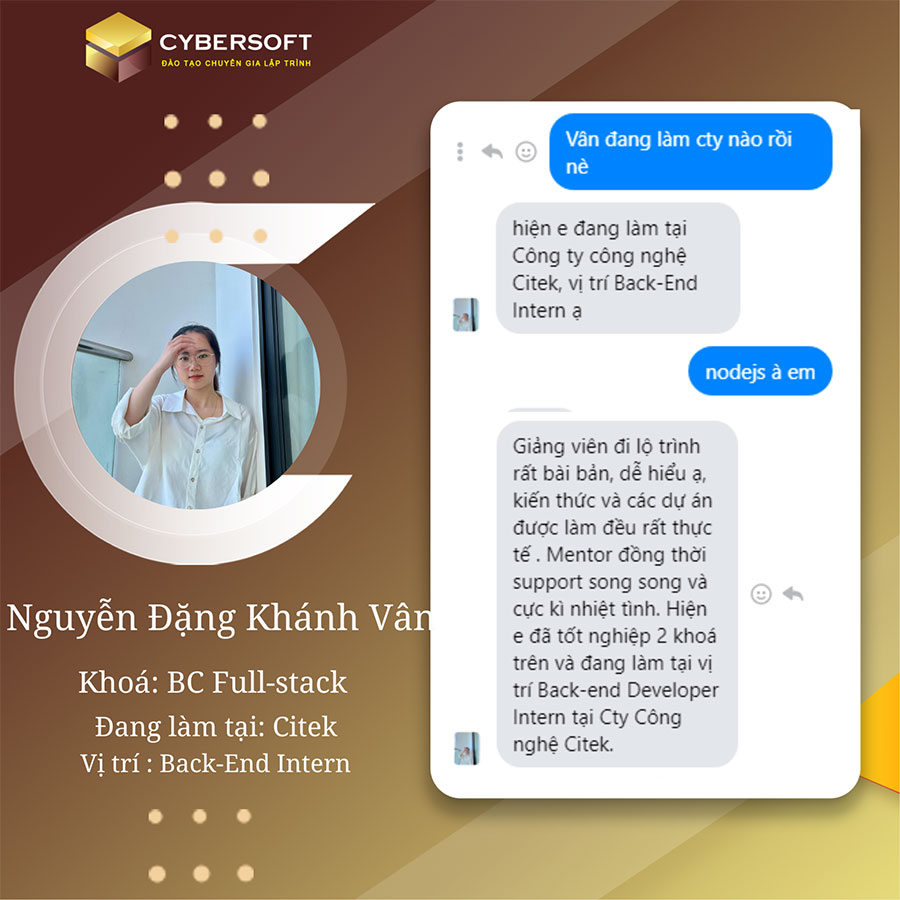 CYBERSOFT
ĐÀO TẠO CHUYÊN GIA LẬP TRÌNH
Vân đang làm cty nào rồi
nè
hiện e đang làm tại
Công ty công nghệ
Citek, vị trí Back-End
Intern ạ
nodejs à em
Giảng viên đi lộ trình
rất bài bản, dễ hiểu ạ,
kiến thức và các dự án
được làm đều rất thực
tế . Mentor đồng thời
support song song và
cực kì nhiệt tình. Hiện
e đã tốt nghiệp 2 khoá
trên và đang làm tại vị
trí Back-end Developer
Intern tại Cty Công
nghệ Citek.
Nguyễn Đặng Khánh Vân
Khoá: BC Full-stack
Đang làm tại: Citek
Vị trí : Back-End Intern